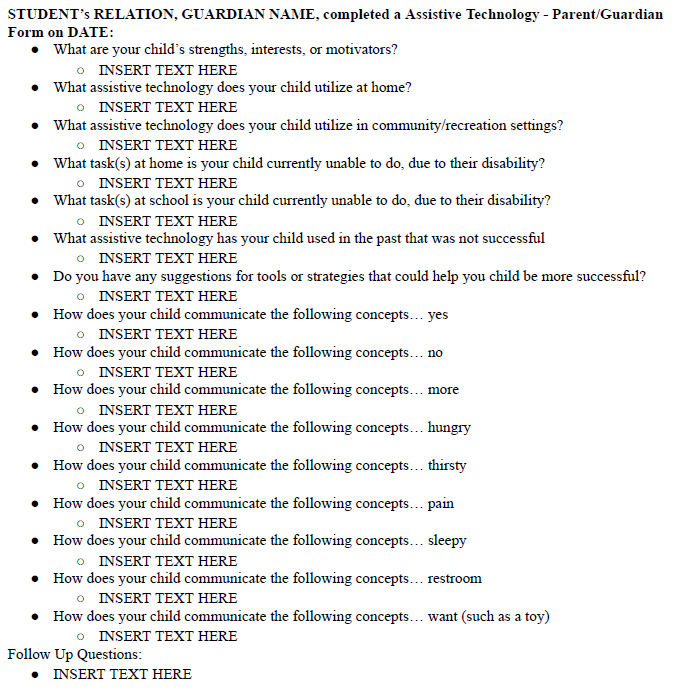 STUDENT's RELATION, GUARDIAN NAME, completed a Assistive Technology - Parent/Guardian
Form on DATE:
● What are your child's strengths, interests, or motivators?
○ INSERT TEXT HERE
● What assistive technology does your child utilize at home?
○ INSERT TEXT HERE
● What assistive technology does your child utilize in community/recreation settings?
○ INSERT TEXT HERE
● What task(s) at home is your child currently unable to do, due to their disability?
○ INSERT TEXT HERE
● What task(s) at school is your child currently unable to do, due to their disability?
○ INSERT TEXT HERE
● What assistive technology has your child used in the past that was not successful
○ INSERT TEXT HERE
● Do you have any suggestions for tools or strategies that could help you child be more successful?
○ INSERT TEXT HERE
● How does your child communicate the following concepts… yes
○ INSERT TEXT HERE
● How does your child communicate the following concepts… no
○ INSERT TEXT HERE
● How does your child communicate the following concepts… more
○ INSERT TEXT HERE
● How does your child communicate the following concepts… hungry
○ INSERT TEXT HERE
● How does your child communicate the following concepts… thirsty
○ INSERT TEXT HERE
● How does your child communicate the following concepts… pain
○ INSERT TEXT HERE
● How does your child communicate the following concepts… sleepy
○ INSERT TEXT HERE
● How does your child communicate the following concepts… restroom
○ INSERT TEXT HERE
● How does your child communicate the following concepts… want (such as a toy)
○ INSERT TEXT HERE
Follow Up Questions:
● INSERT TEXT HERE